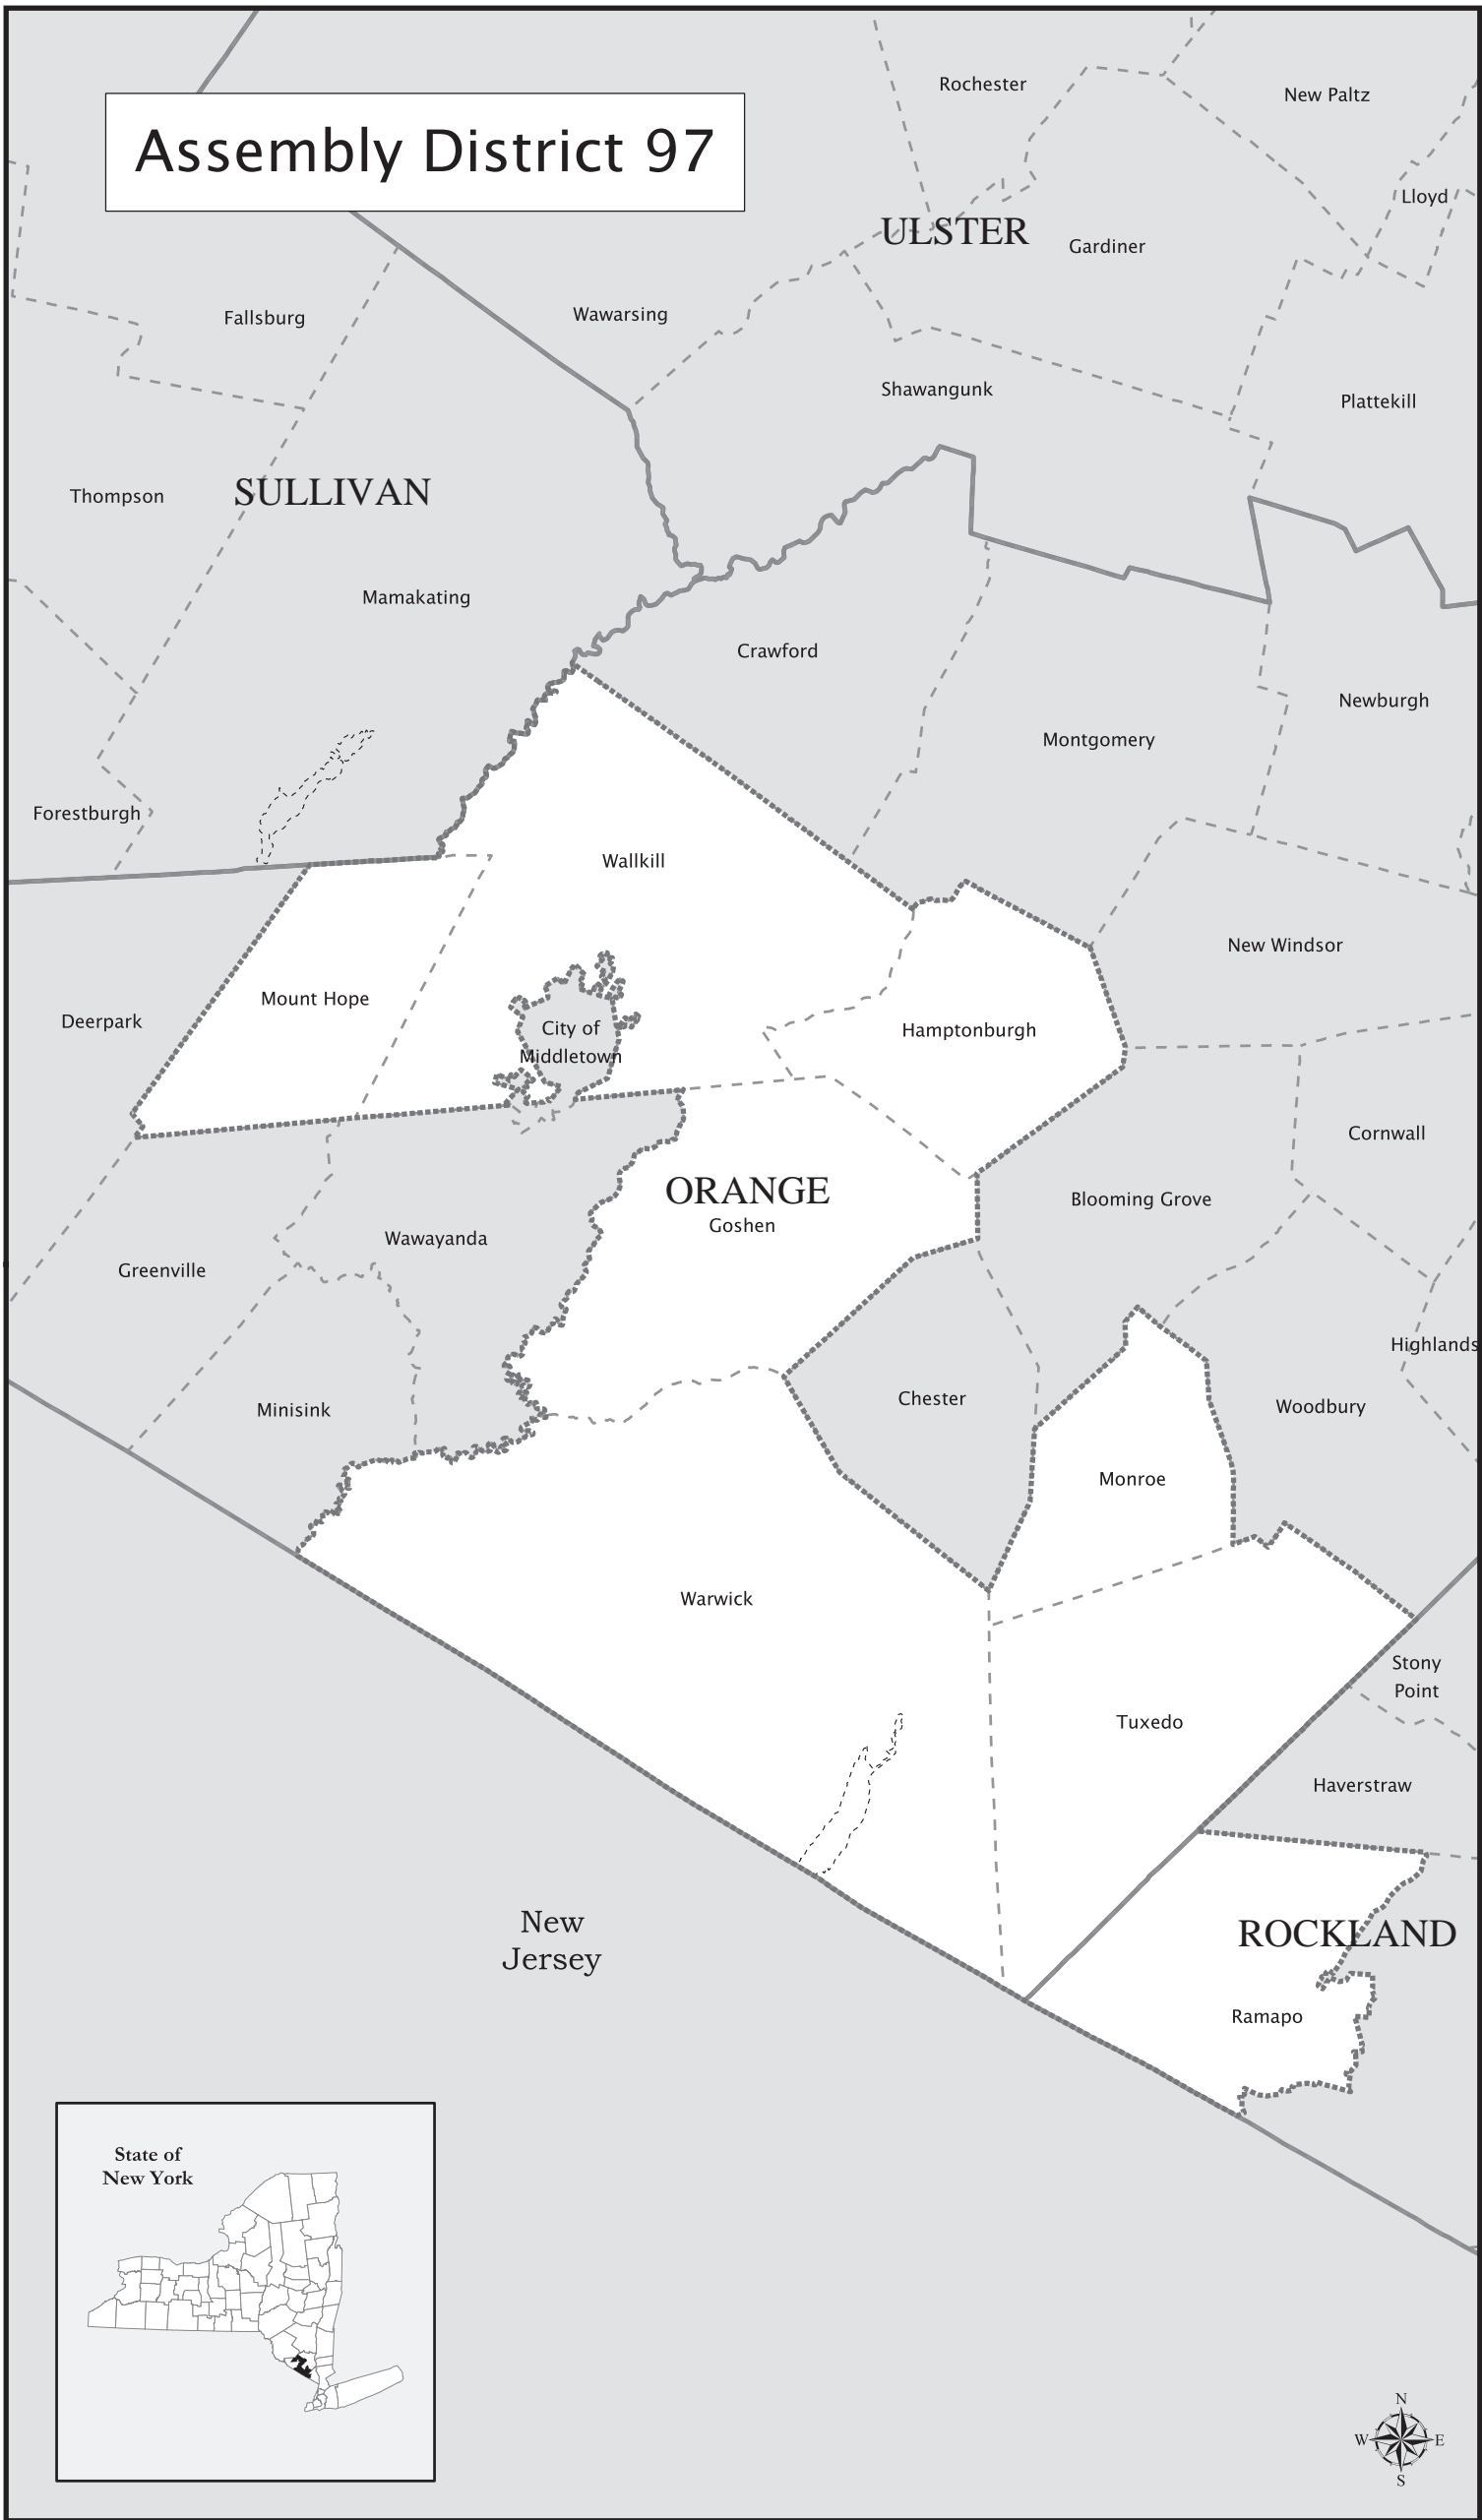 Assembly District 97
Rochester
New Paltz
Lloyd
ULSTER
Gardiner
Fallsburg
Wawarsing
Shawangunk
Plattekill
Thompson
SULLIVAN
Mamakating
Crawford
Newburgh
Montgomery
Forestburgh
Wallkill
New Windsor
Mount Hope
Deerpark
City of
Middletown
Hamptonburgh
Cornwall
ORANGE
Goshen
Blooming Grove
Wawayanda
Greenville
Highlands
Chester
Woodbury
Minisink
Monroe
Warwick
Stony
Point
Tuxedo
Haverstraw
New
Jersey
ROCKLAND
Ramapo
State of
New York
N
W
E
S